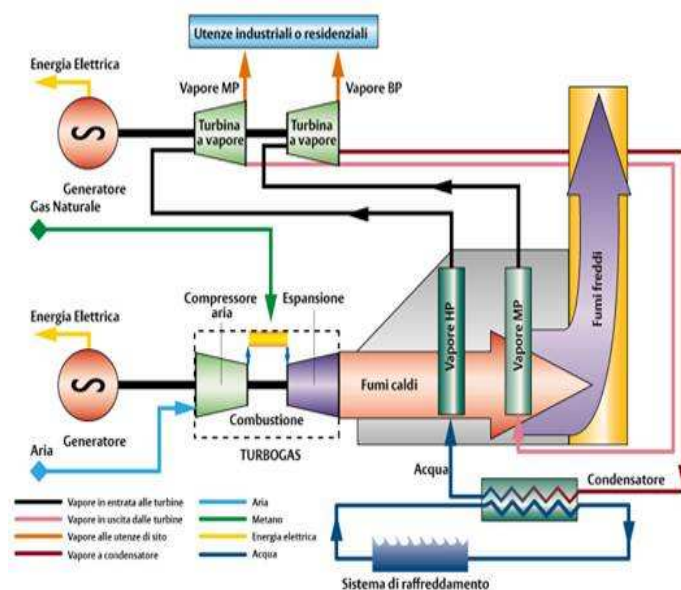 Utenze industriali o residenziali
Energia Elettrica
Vapore MP
Vapore BP
Turbina
a vapore
Turbina
a vapore
Generatore
Gas Naturale
Energia Elettrica
Compressore
aria
Espansione
Vapore HP
Vapore MP
Fumi freddi
Fumi caldi
Combustione
Generatore
TURBOGAS
Aria
Acqua
Condensatore
Vapore in entrata alle turbine
Vapore in uscita dalle turbine
Vapore alle utenze di sito
Vapore a condensatore
Aria
Metano
Energia elettrica
Acqua
Sistema di raffreddamento